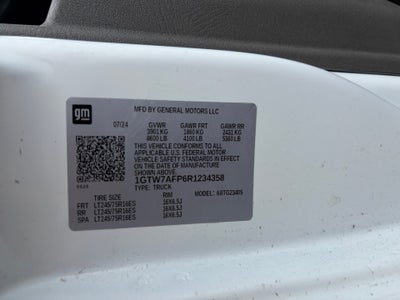 gm
MFD BY GENERAL MOTORS LLC
07/24 GVWR GAWR FRT GAWR RR
3901 KG 1860 KG 2431 KG
8600 LB 4100 LB 5360 LB
THIS VEHICLE CONFORMS TO ALL
APPLICABLE U.S. FEDERAL MOTOR
VEHICLE SAFETY STANDARDS IN
EFFECT ON THE DATE OF
MANUFACTURE SHOWN ABOVE.
1GTW7AFP6R1234358
TYPE: TRUCK MODEL:
TIRE SIZE RIM
FRT LT245/75R16ES 16X6.5J
RR LT245/75R16ES 16X6.5J
SPA LT245/75R16ES 16X6.5J